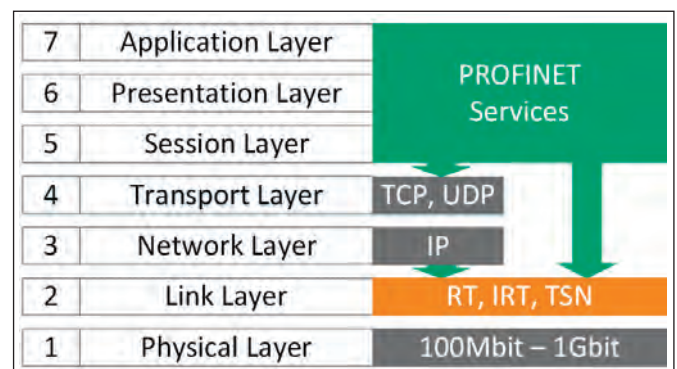 7 Application Layer
PROFINET
Services
6 Presentation Layer
5 Session Layer
4 Transport Layer TCP, UDP
3 Network Layer IP
2 Link Layer RT, IRT, TSN
1 Physical Layer 100Mbit – 1Gbit